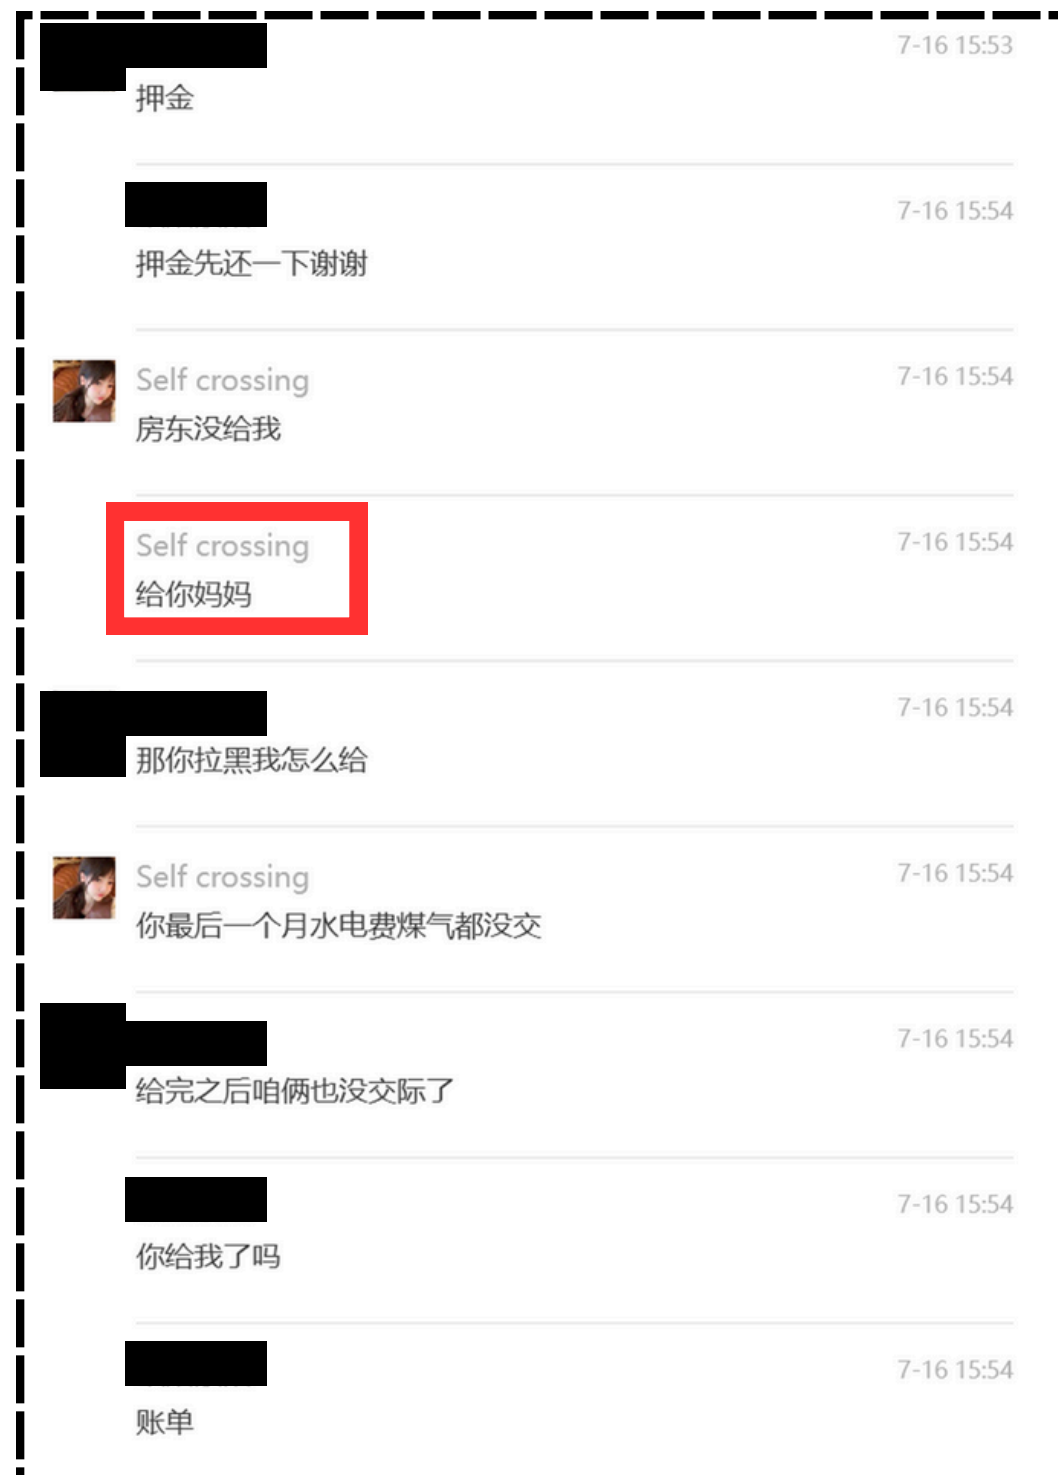 7-16 15:53
押金
7-16 15:54
押金先还一下谢谢
Self crossing 7-16 15:54
房东没给我
Self crossing 7-16 15:54
给你妈妈
7-16 15:54
那你拉黑我怎么给
Self crossing 7-16 15:54
你最后一个月水电费煤气都没交
7-16 15:54
给完之后咱俩也没交际了
7-16 15:54
你给我了吗
7-16 15:54
账单